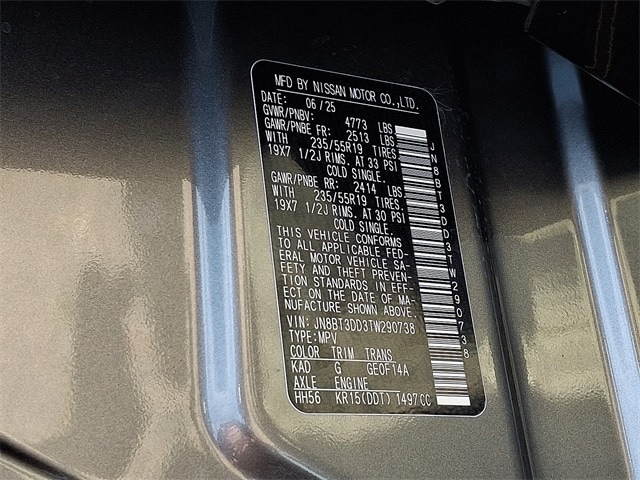 MFD BY NISSAN MOTOR CO.,LTD.
DATE: 06/25
GVWR/PNBV: 4773 LBS
GAWR/PNBE FR: 2513 LBS
WITH 235/55R19 TIRES.
19X7 1/2J RIMS. AT 33 PSI
COLD SINGLE.
GAWR/PNBE RR: 2414 LBS
WITH 235/55R19 TIRES.
19X7 1/2J RIMS. AT 30 PSI
COLD SINGLE.
THIS VEHICLE CONFORMS
TO ALL APPLICABLE FED-
ERAL MOTOR VEHICLE SA-
FETY AND THEFT PREVEN-
TION STANDARDS IN EFF-
ECT ON THE DATE OF MA-
NUFACTURE SHOWN ABOVE.
VIN: JN8BT3DD3TW290738
TYPE:MPV
COLOR TRIM TRANS
KAD G GEOF14A
AXLE ENGINE
HH56 KR15(DDT) 1497CC
JN8BT3DD3TW290738